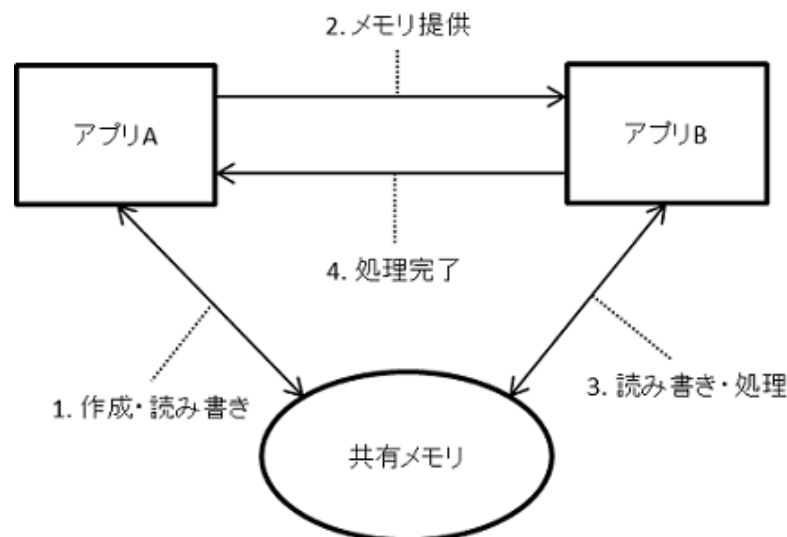 2. メモリ提供
アプリA
アプリB
4. 処理完了
1. 作成・読み書き
3. 読み書き・処理
共有メモリ